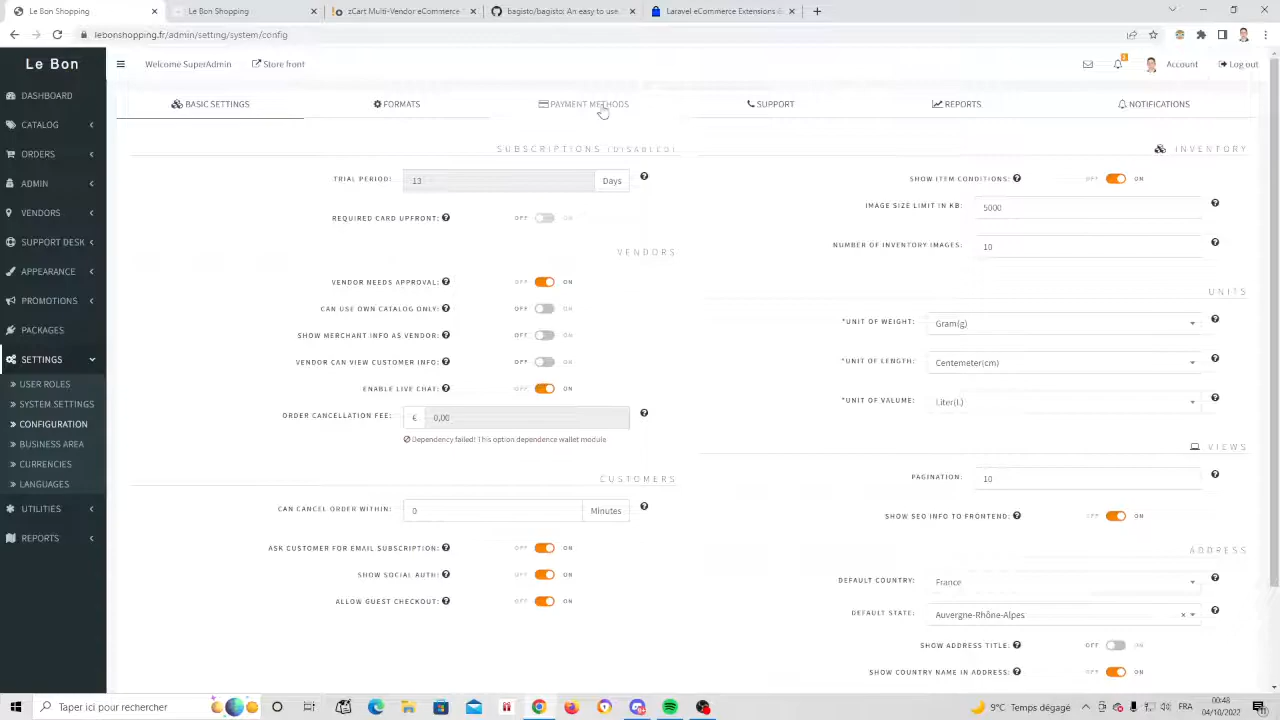 Le Bon Shopping
Le Bon Shopping
zCart Multi-Vendor eCommerce
bagisto/bagisto: An easy to use
Laravel eCommerce Extensions &
lebonshopping.fr/admin/setting/system/config
Le Bon
Welcome SuperAdmin
Store front
Account
Log out
DASHBOARD
CATALOG
ORDERS
ADMIN
VENDORS
SUPPORT DESK
APPEARANCE
PROMOTIONS
PACKAGES
SETTINGS
USER ROLES
SYSTEM SETTINGS
CONFIGURATION
BUSINESS AREA
CURRENCIES
LANGUAGES
UTILITIES
REPORTS
BASIC SETTINGS
FORMATS
PAYMENT METHODS
SUPPORT
REPORTS
NOTIFICATIONS
SUBSCRIPTIONS (DISABLED)
TRIAL PERIOD: 13 Days
REQUIRED CARD UPFRONT: OFF ON
VENDORS
VENDOR NEEDS APPROVAL: OFF ON
CAN USE OWN CATALOG ONLY: OFF ON
SHOW MERCHANT INFO AS VENDOR: OFF ON
VENDOR CAN VIEW CUSTOMER INFO: OFF ON
ENABLE LIVE CHAT: OFF ON
ORDER CANCELLATION FEE: € 0,00
Dependency failed! This option dependence wallet module
CUSTOMERS
CAN CANCEL ORDER WITHIN: 0 Minutes
ASK CUSTOMER FOR EMAIL SUBSCRIPTION: OFF ON
SHOW SOCIAL AUTH: OFF ON
ALLOW GUEST CHECKOUT: OFF ON
INVENTORY
SHOW ITEM CONDITIONS: OFF ON
IMAGE SIZE LIMIT IN KB: 5000
NUMBER OF INVENTORY IMAGES: 10
UNITS
*UNIT OF WEIGHT: Gram(g)
*UNIT OF LENGTH: Centemeter(cm)
*UNIT OF VALUME: Liter(L)
VIEWS
PAGINATION: 10
SHOW SEO INFO TO FRONTEND: OFF ON
ADDRESS
DEFAULT COUNTRY: France
DEFAULT STATE: Auvergne-Rhône-Alpes
SHOW ADDRESS TITLE: OFF ON
SHOW COUNTRY NAME IN ADDRESS: OFF ON
Taper ici pour rechercher
9°C Temps dégagé
FRA
00:48
04/10/2022